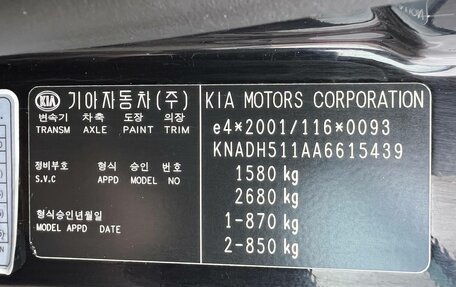 KIA 기아자동차(주)
변속기 차축 도장 의장
TRANSM AXLE PAINT TRIM
정비부호 형식 승인 번호
S.V.C APPD MODEL NO
형식승인년월일
MODEL APPD DATE
KIA MOTORS CORPORATION
e4*2001/116*0093
KNADH511AA6615439
1580 kg
2680 kg
1-870 kg
2-850 kg